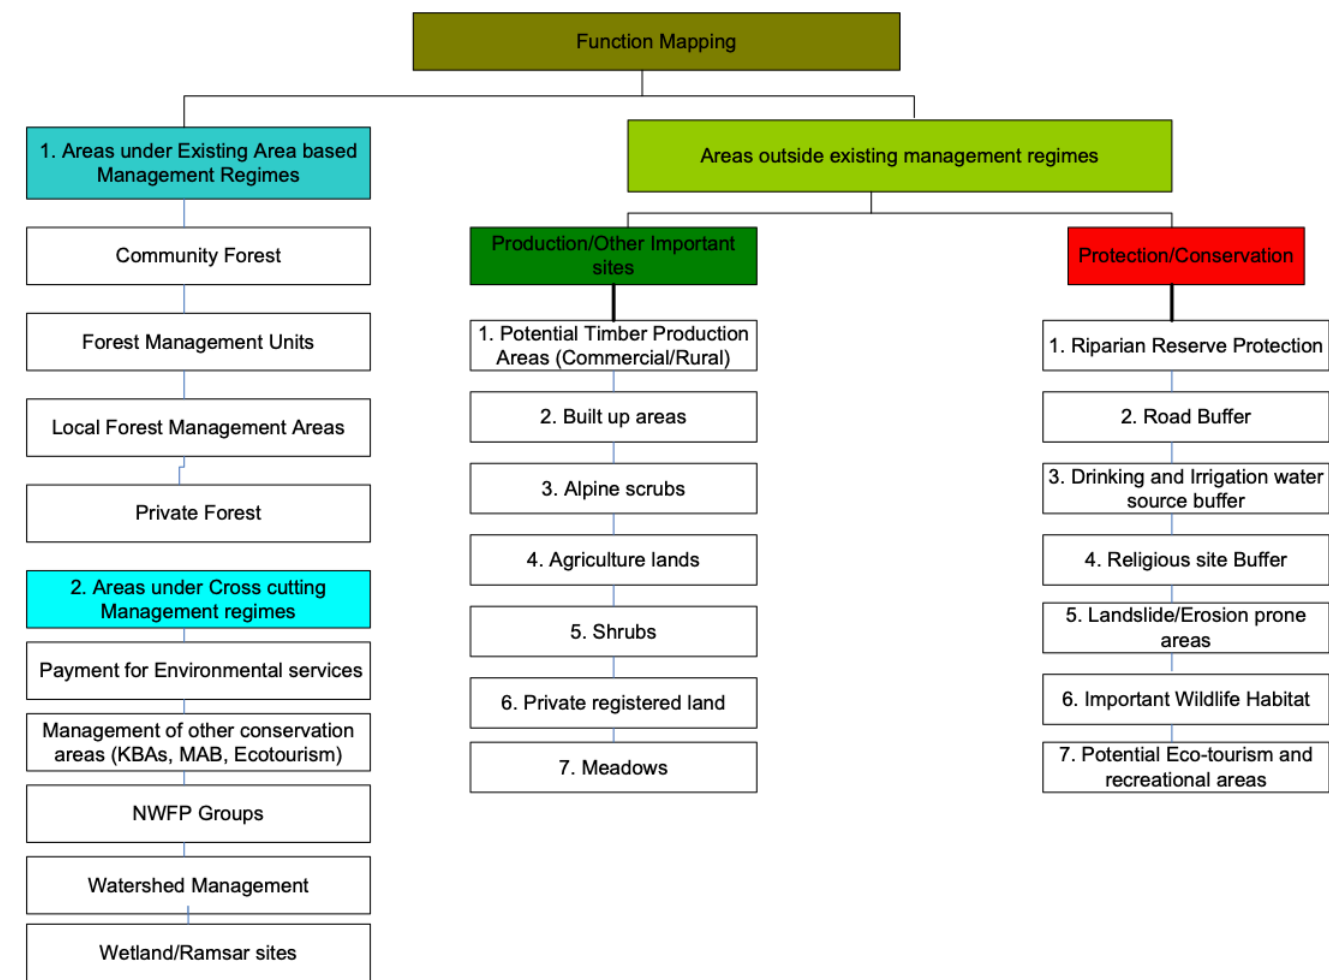 Function Mapping
1. Areas under Existing Area based
Management Regimes
Community Forest
Forest Management Units
Local Forest Management Areas
Private Forest
2. Areas under Cross cutting
Management regimes
Payment for Environmental services
Management of other conservation
areas (KBAs, MAB, Ecotourism)
NWFP Groups
Watershed Management
Wetland/Ramsar sites
Areas outside existing management regimes
Production/Other Important
sites
1. Potential Timber Production
Areas (Commercial/Rural)
2. Built up areas
3. Alpine scrubs
4. Agriculture lands
5. Shrubs
6. Private registered land
7. Meadows
Protection/Conservation
1. Riparian Reserve Protection
2. Road Buffer
3. Drinking and Irrigation water
source buffer
4. Religious site Buffer
5. Landslide/Erosion prone
areas
6. Important Wildlife Habitat
7. Potential Eco-tourism and
recreational areas